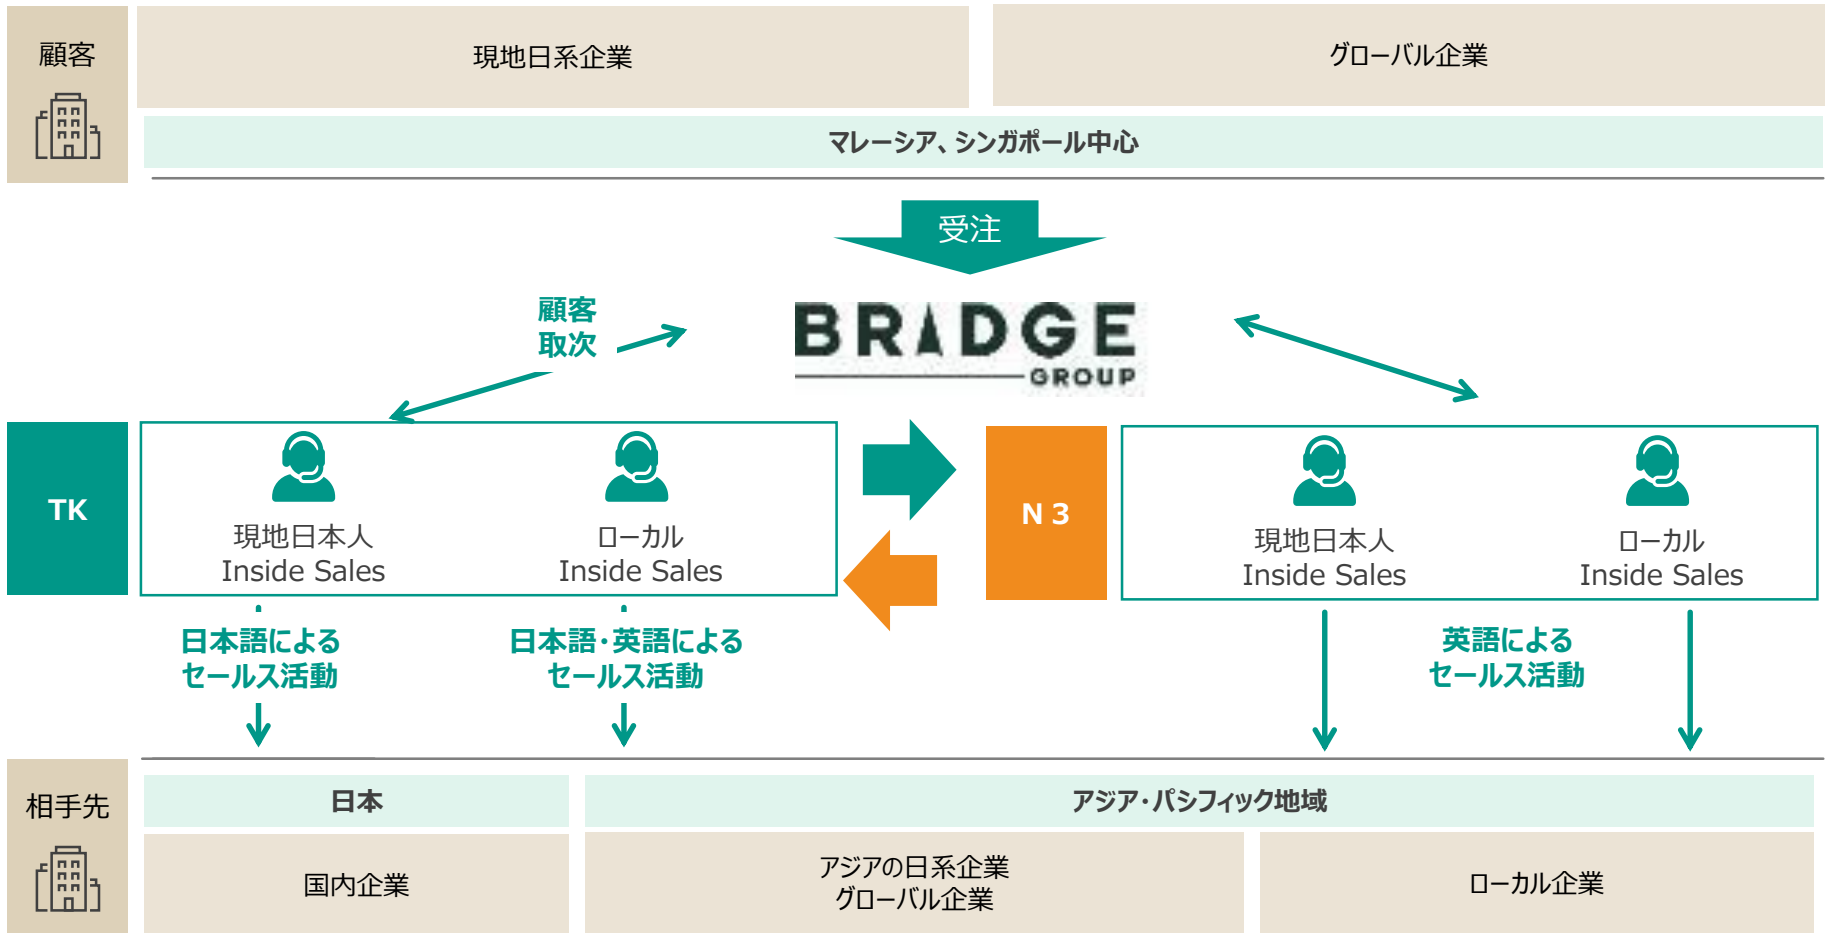 顧客
現地日系企業
グローバル企業
マレーシア、シンガポール中心
受注
顧客
取次
BRIDGE
GROUP
TK
現地日本人
Inside Sales
ローカル
Inside Sales
N3
現地日本人
Inside Sales
ローカル
Inside Sales
日本語による
セールス活動
日本語・英語による
セールス活動
英語による
セールス活動
相手先
日本
アジア・パシフィック地域
国内企業
アジアの日系企業
グローバル企業
ローカル企業